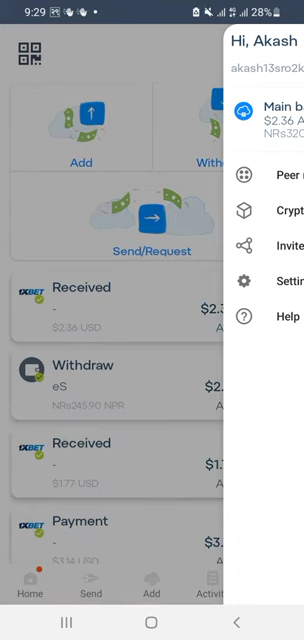 9:29
28%
Hi, Akash
akash13sro2k
Main b
$2.36 A
NRs320
Add
With
Send/Request
Peer
Crypt
Invite
Settin
Help
1XBET
Received
-
$2.3
$2.36 USD
A
Withdraw
eS
$2.
NRs245.90 NPR
A
1XBET
Received
-
$1.7
$1.77 USD
A
1XBET
Payment
-
$3.
$3.14 USD
A
Home
Send
Add
Activit